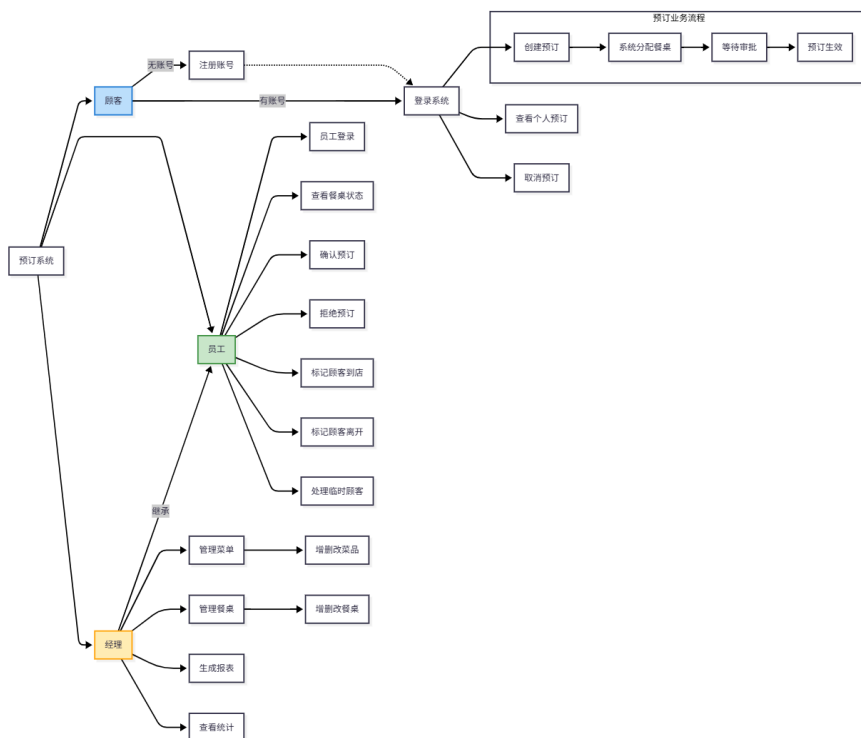 预订业务流程
创建预订
系统分配餐桌
等待审批
预订生效
无账号
注册账号
顾客
有账号
登录系统
查看个人预订
取消预订
员工登录
查看餐桌状态
确认预订
预订系统
拒绝预订
员工
标记顾客到店
标记顾客离开
处理临时顾客
继承
管理菜单
增删改菜品
管理餐桌
增删改餐桌
经理
生成报表
查看统计